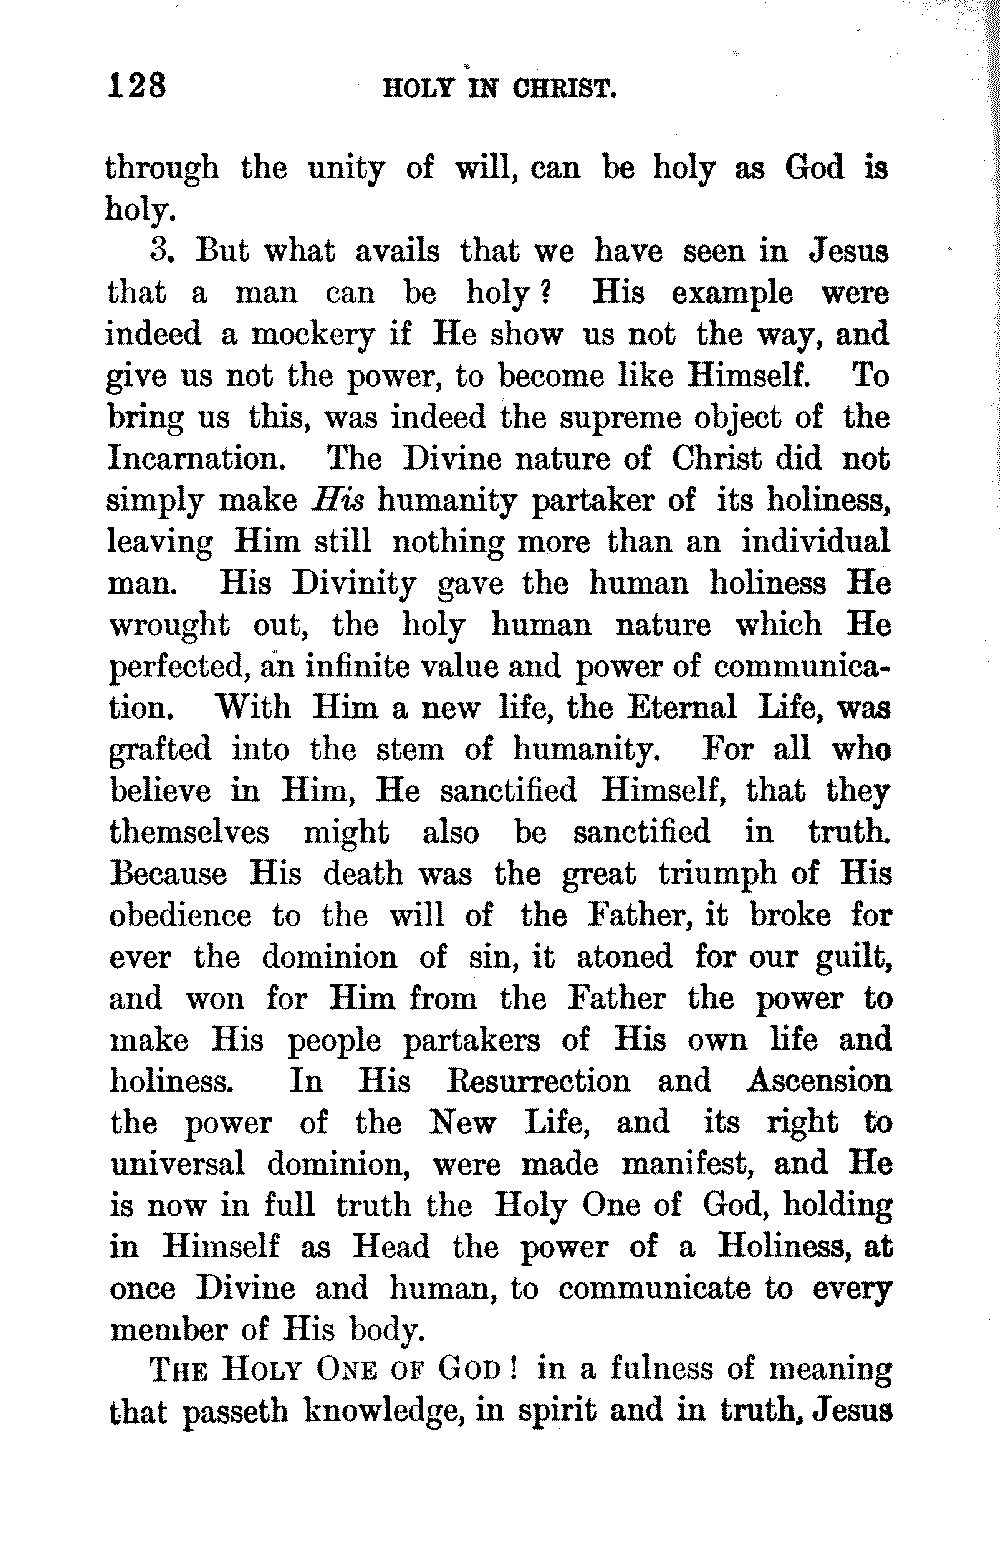 128 HOLY IN CHRIST.
through the unity of will, can be holy as God is
holy.
3. But what avails that we have seen in Jesus
that a man can be holy? His example were
indeed a mockery if He show us not the way, and
give us not the power, to become like Himself. To
bring us this, was indeed the supreme object of the
Incarnation. The Divine nature of Christ did not
simply make His humanity partaker of its holiness,
leaving Him still nothing more than an individual
man. His Divinity gave the human holiness He
wrought out, the holy human nature which He
perfected, an infinite value and power of communica-
tion. With Him a new life, the Eternal Life, was
grafted into the stem of humanity. For all who
believe in Him, He sanctified Himself, that they
themselves might also be sanctified in truth.
Because His death was the great triumph of His
obedience to the will of the Father, it broke for
ever the dominion of sin, it atoned for our guilt,
and won for Him from the Father the power to
make His people partakers of His own life and
holiness. In His Resurrection and Ascension
the power of the New Life, and its right to
universal dominion, were made manifest, and He
is now in full truth the Holy One of God, holding
in Himself as Head the power of a Holiness, at
once Divine and human, to communicate to every
member of His body.
THE HOLY ONE OF GOD! in a fulness of meaning
that passeth knowledge, in spirit and in truth, Jesus